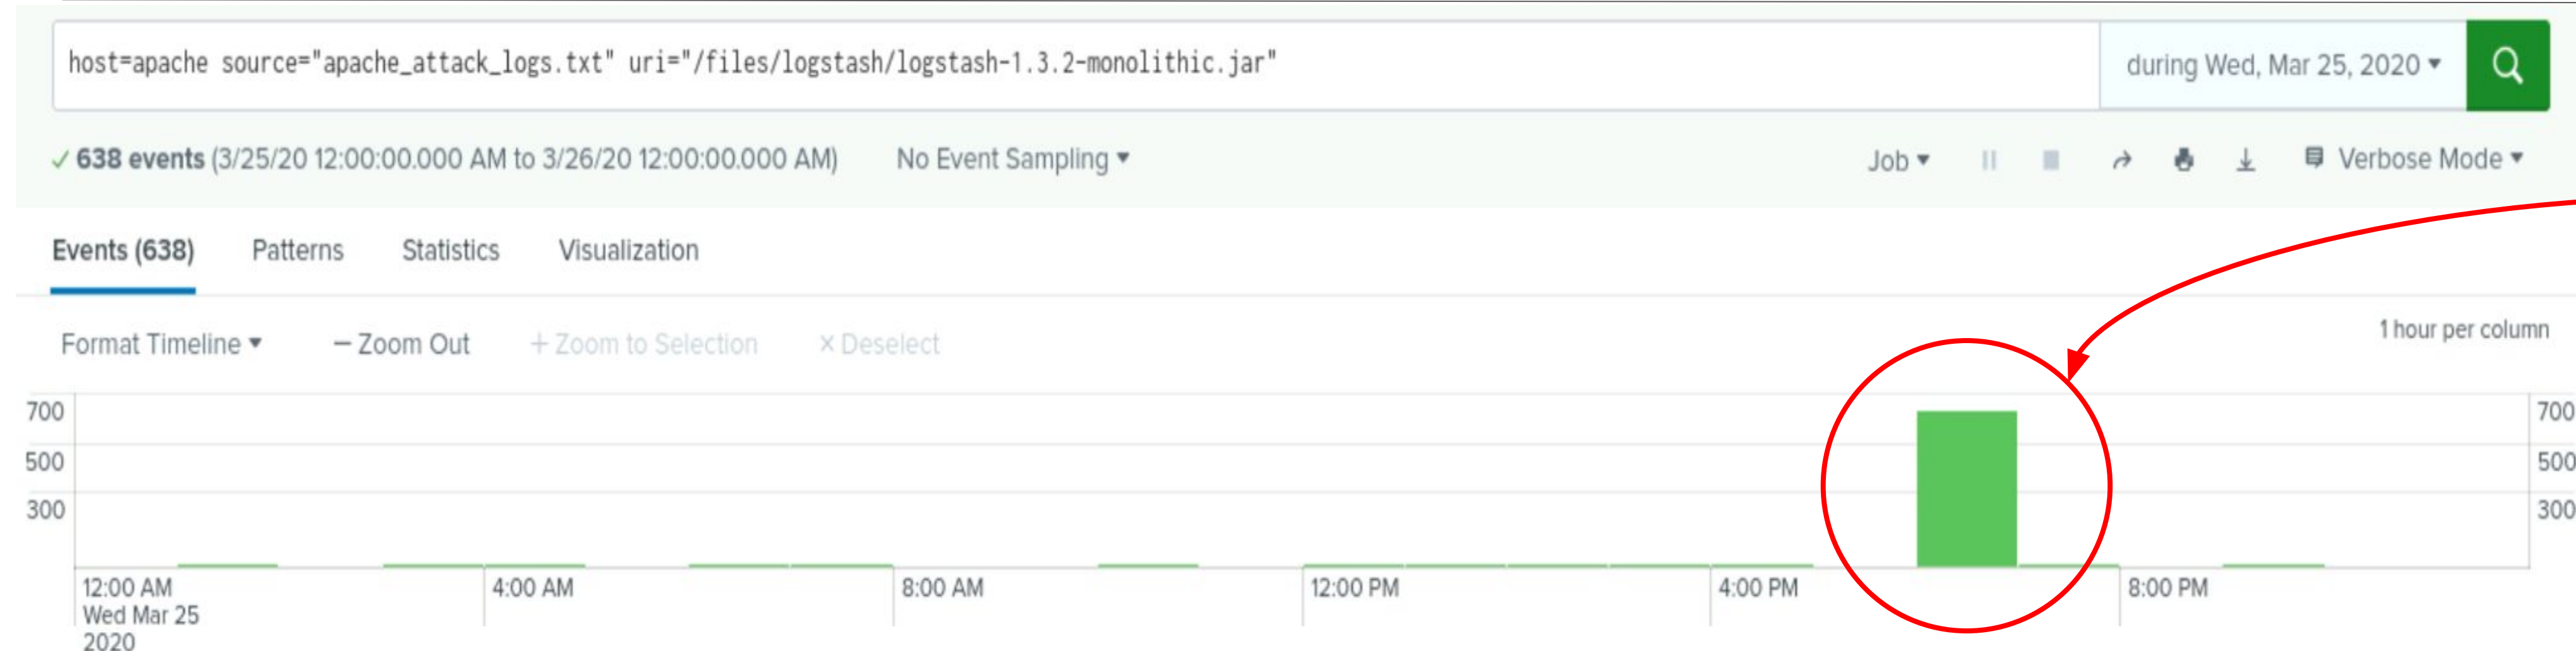 host=apache source="apache_attack_logs.txt" uri="/files/logstash/logstash-1.3.2-monolithic.jar"
during Wed, Mar 25, 2020
638 events (3/25/20 12:00:00.000 AM to 3/26/20 12:00:00.000 AM) No Event Sampling
Job Verbose Mode
Events (638) Patterns Statistics Visualization
Format Timeline — Zoom Out + Zoom to Selection × Deselect
1 hour per column
700 700
500 500
300 300
12:00 AM 4:00 AM 8:00 AM 12:00 PM 4:00 PM 8:00 PM
Wed Mar 25
2020